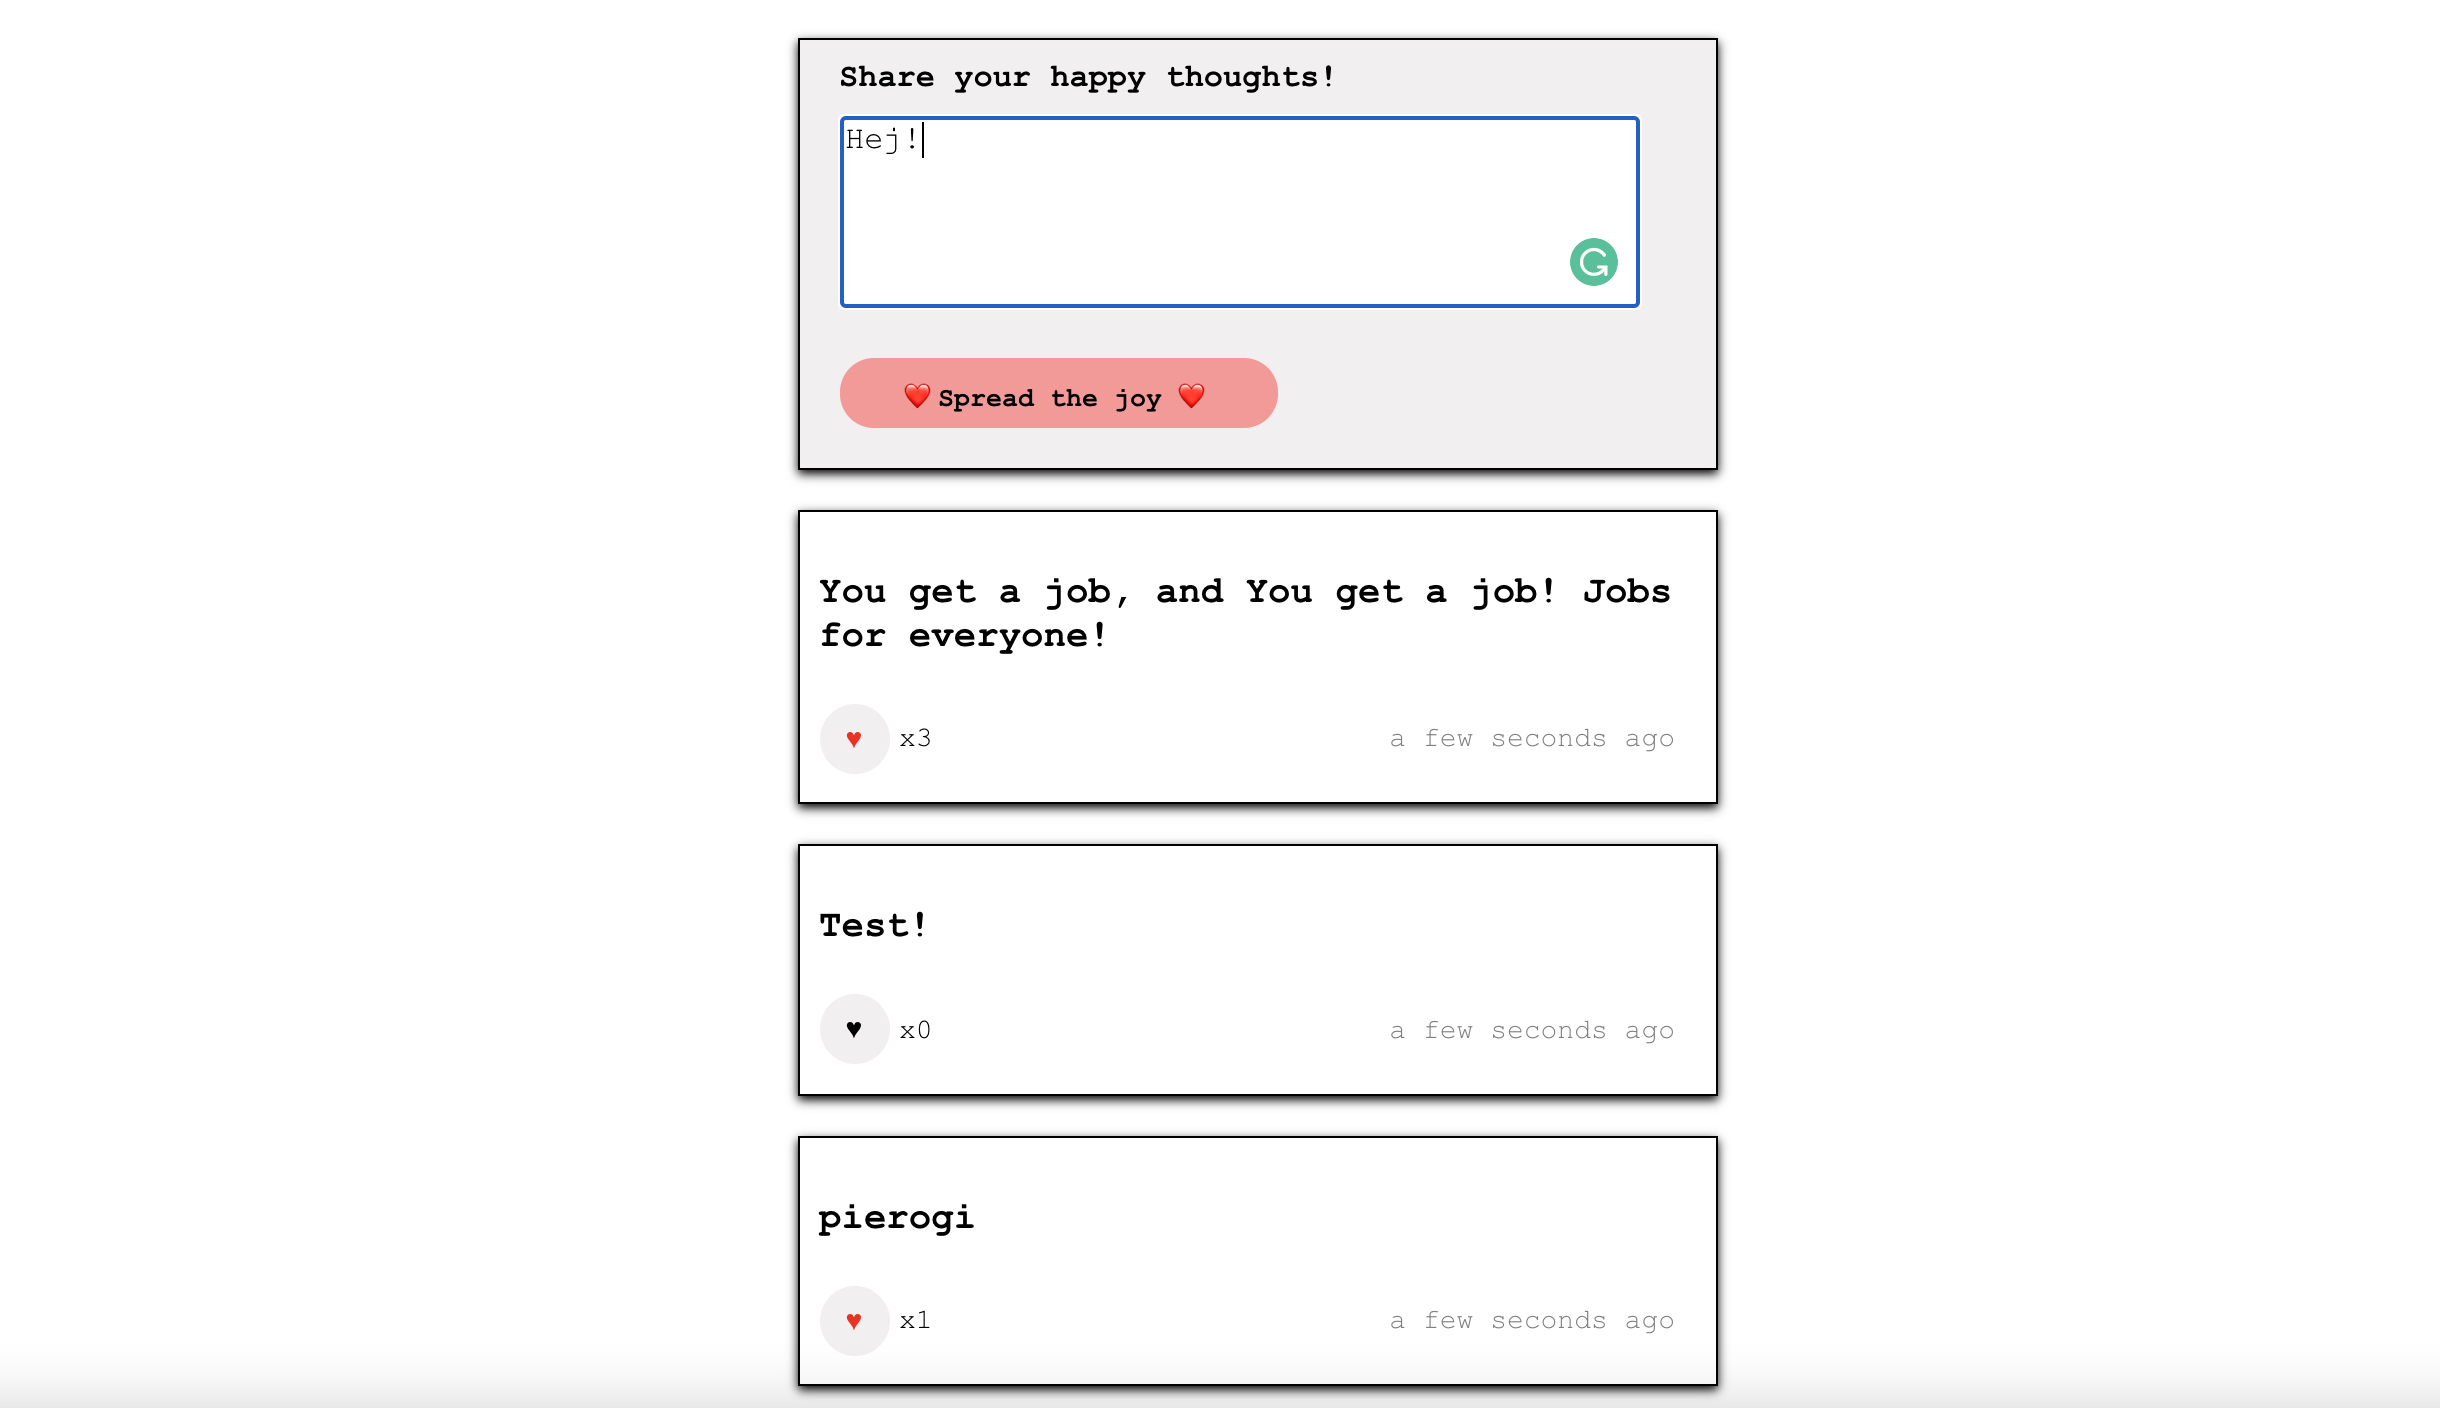 Share your happy thoughts!
Hej!
❤️ Spread the joy ❤️
You get a job, and You get a job! Jobs
for everyone!
♥ x3 a few seconds ago
Test!
♥ x0 a few seconds ago
pierogi
♥ x1 a few seconds ago